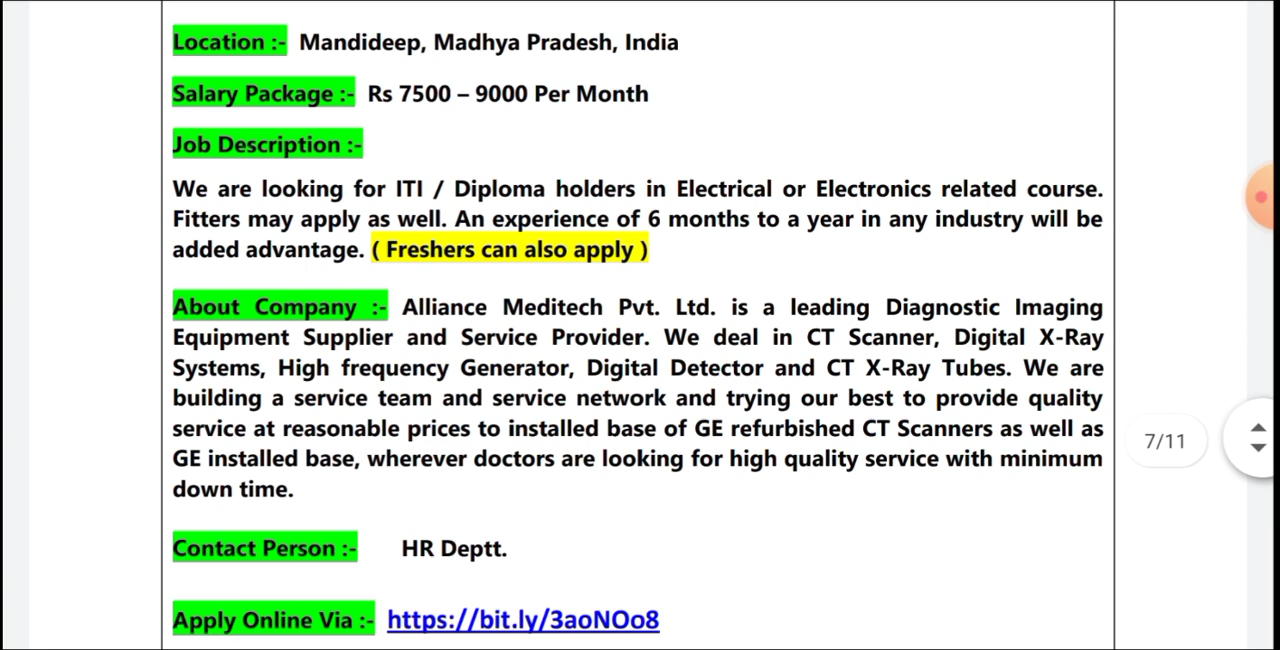 Location :- Mandideep, Madhya Pradesh, India
Salary Package :- Rs 7500 – 9000 Per Month
Job Description :-
We are looking for ITI / Diploma holders in Electrical or Electronics related course.
Fitters may apply as well. An experience of 6 months to a year in any industry will be
added advantage. ( Freshers can also apply )
About Company :- Alliance Meditech Pvt. Ltd. is a leading Diagnostic Imaging
Equipment Supplier and Service Provider. We deal in CT Scanner, Digital X-Ray
Systems, High frequency Generator, Digital Detector and CT X-Ray Tubes. We are
building a service team and service network and trying our best to provide quality
service at reasonable prices to installed base of GE refurbished CT Scanners as well as
GE installed base, wherever doctors are looking for high quality service with minimum
down time.
7/11
Contact Person :- HR Deptt.
Apply Online Via :- https://bit.ly/3aoNOo8